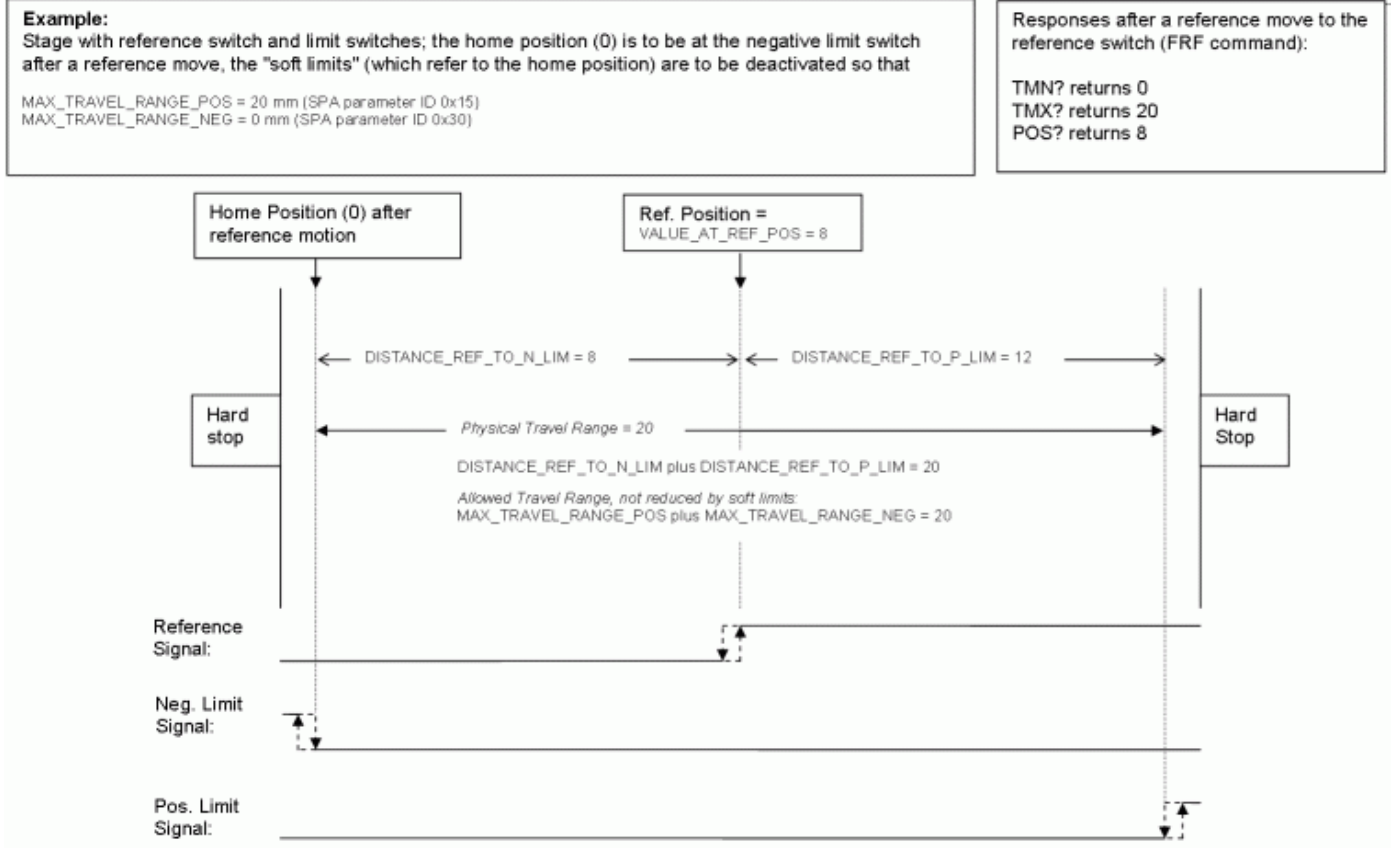 Example:
Stage with reference switch and limit switches; the home position (0) is to be at the negative limit switch
after a reference move, the "soft limits" (which refer to the home position) are to be deactivated so that
MAX_TRAVEL_RANGE_POS = 20 mm (SPA parameter ID 0x15)
MAX_TRAVEL_RANGE_NEG = 0 mm (SPA parameter ID 0x30)
Responses after a reference move to the
reference switch (FRF command):
TMN? returns 0
TMX? returns 20
POS? returns 8
Home Position (0) after
reference motion
Ref. Position =
VALUE_AT_REF_POS = 8
DISTANCE_REF_TO_N_LIM = 8
DISTANCE_REF_TO_P_LIM = 12
Hard
stop
Physical Travel Range = 20
Hard
Stop
DISTANCE_REF_TO_N_LIM plus DISTANCE_REF_TO_P_LIM = 20
Allowed Travel Range, not reduced by soft limits:
MAX_TRAVEL_RANGE_POS plus MAX_TRAVEL_RANGE_NEG = 20
Reference
Signal:
Neg. Limit
Signal:
Pos. Limit
Signal: